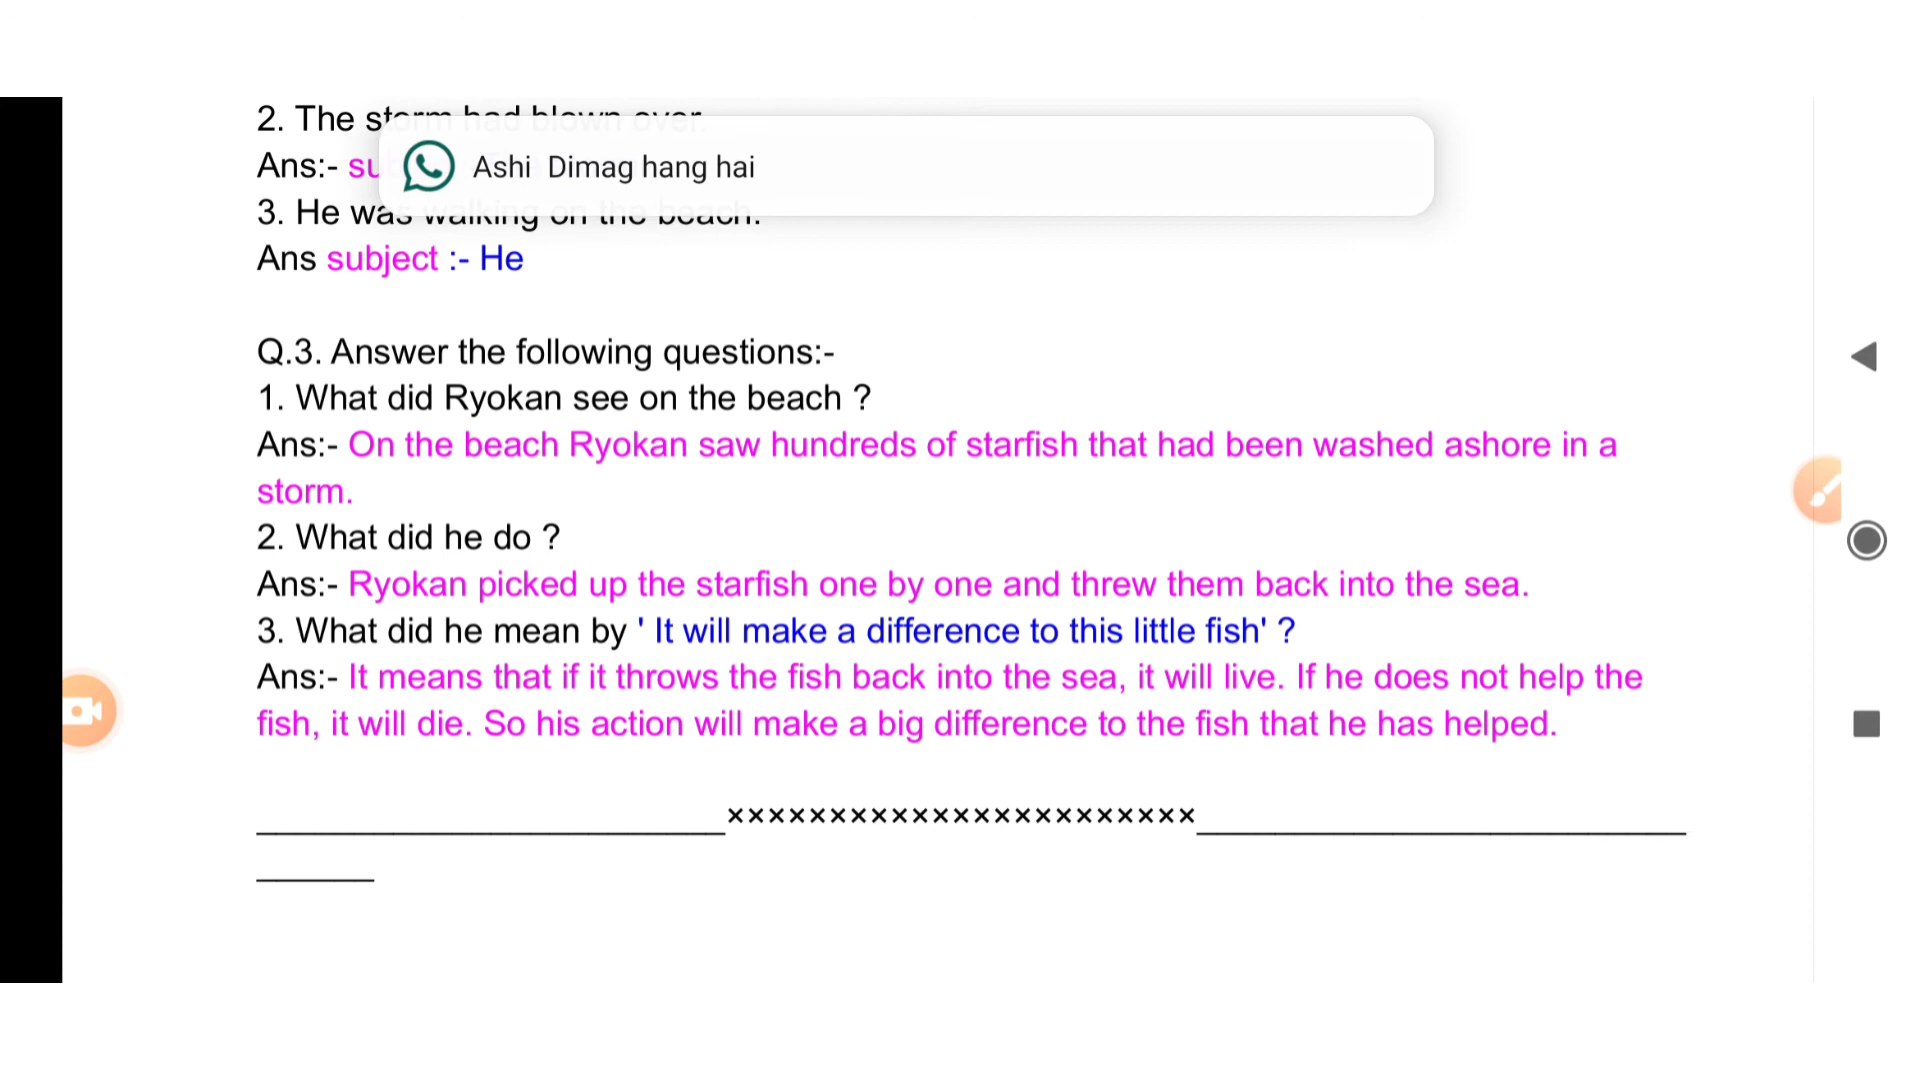 2. The storm had blown over.
Ans:- su
Ashi Dimag hang hai
3. He was walking on the beach.
Ans subject :- He
Q.3. Answer the following questions:-
1. What did Ryokan see on the beach ?
Ans:- On the beach Ryokan saw hundreds of starfish that had been washed ashore in a
storm.
2. What did he do ?
Ans:- Ryokan picked up the starfish one by one and threw them back into the sea.
3. What did he mean by ' It will make a difference to this little fish' ?
Ans:- It means that if it throws the fish back into the sea, it will live. If he does not help the
fish, it will die. So his action will make a big difference to the fish that he has helped.
________________________×××××××××××××××××××××××_________________________
______